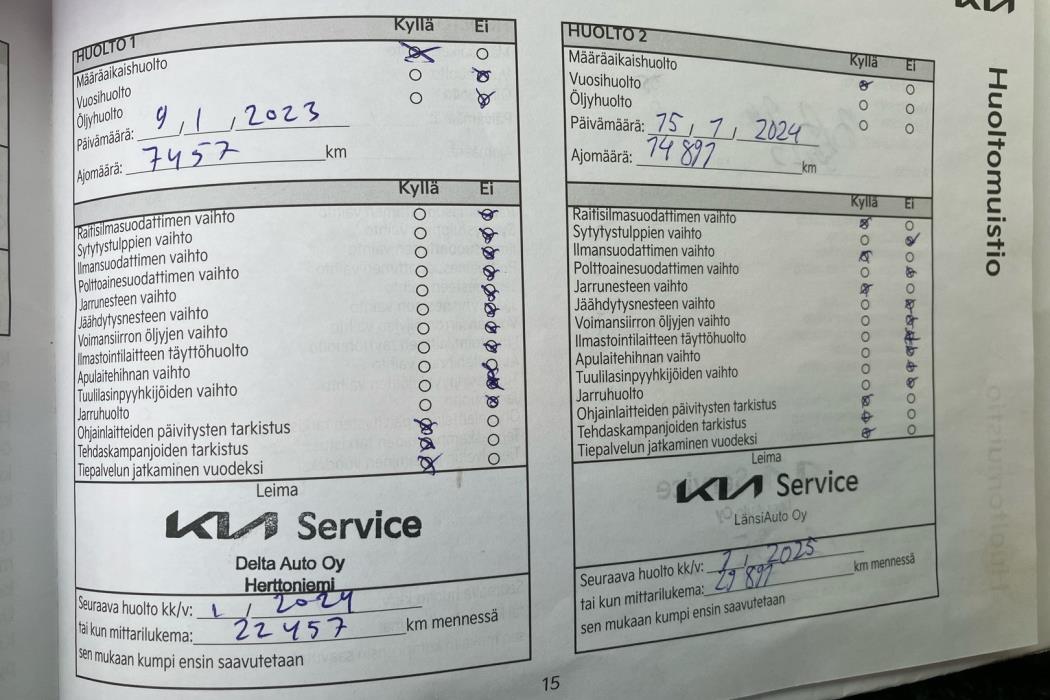 KIA
Huoltomuistio
HUOLTO 1 Kyllä Ei
Määräaikaishuolto
Vuosihuolto
Öljyhuolto
Päivämäärä: 9 / 1 / 2023
Ajomäärä: 7457 km
Kyllä Ei
Raitisilmasuodattimen vaihto
Sytytystulppien vaihto
Ilmansuodattimen vaihto
Polttoainesuodattimen vaihto
Jarrunesteen vaihto
Jäähdytysnesteen vaihto
Voimansiirron öljyjen vaihto
Ilmastointilaitteen täyttöhuolto
Apulaitehihnan vaihto
Tuulilasinpyyhkijöiden vaihto
Jarruhuolto
Ohjainlaitteiden päivitysten tarkistus
Tehdaskampanjoiden tarkistus
Tiepalvelun jatkaminen vuodeksi
Leima
KIA Service
Delta Auto Oy
Herttoniemi
Seuraava huolto kk/v: 1 / 2024
tai kun mittarilukema: 22457 km mennessä
sen mukaan kumpi ensin saavutetaan
HUOLTO 2 Kyllä Ei
Määräaikaishuolto
Vuosihuolto
Öljyhuolto
Päivämäärä: 15 / 1 / 2024
Ajomäärä: 14891 km
Kyllä Ei
Raitisilmasuodattimen vaihto
Sytytystulppien vaihto
Ilmansuodattimen vaihto
Polttoainesuodattimen vaihto
Jarrunesteen vaihto
Jäähdytysnesteen vaihto
Voimansiirron öljyjen vaihto
Ilmastointilaitteen täyttöhuolto
Apulaitehihnan vaihto
Tuulilasinpyyhkijöiden vaihto
Jarruhuolto
Ohjainlaitteiden päivitysten tarkistus
Tehdaskampanjoiden tarkistus
Tiepalvelun jatkaminen vuodeksi
Leima
KIA Service
LänsiAuto Oy
Seuraava huolto kk/v: 1 / 2025
tai kun mittarilukema: 29891 km mennessä
sen mukaan kumpi ensin saavutetaan
15